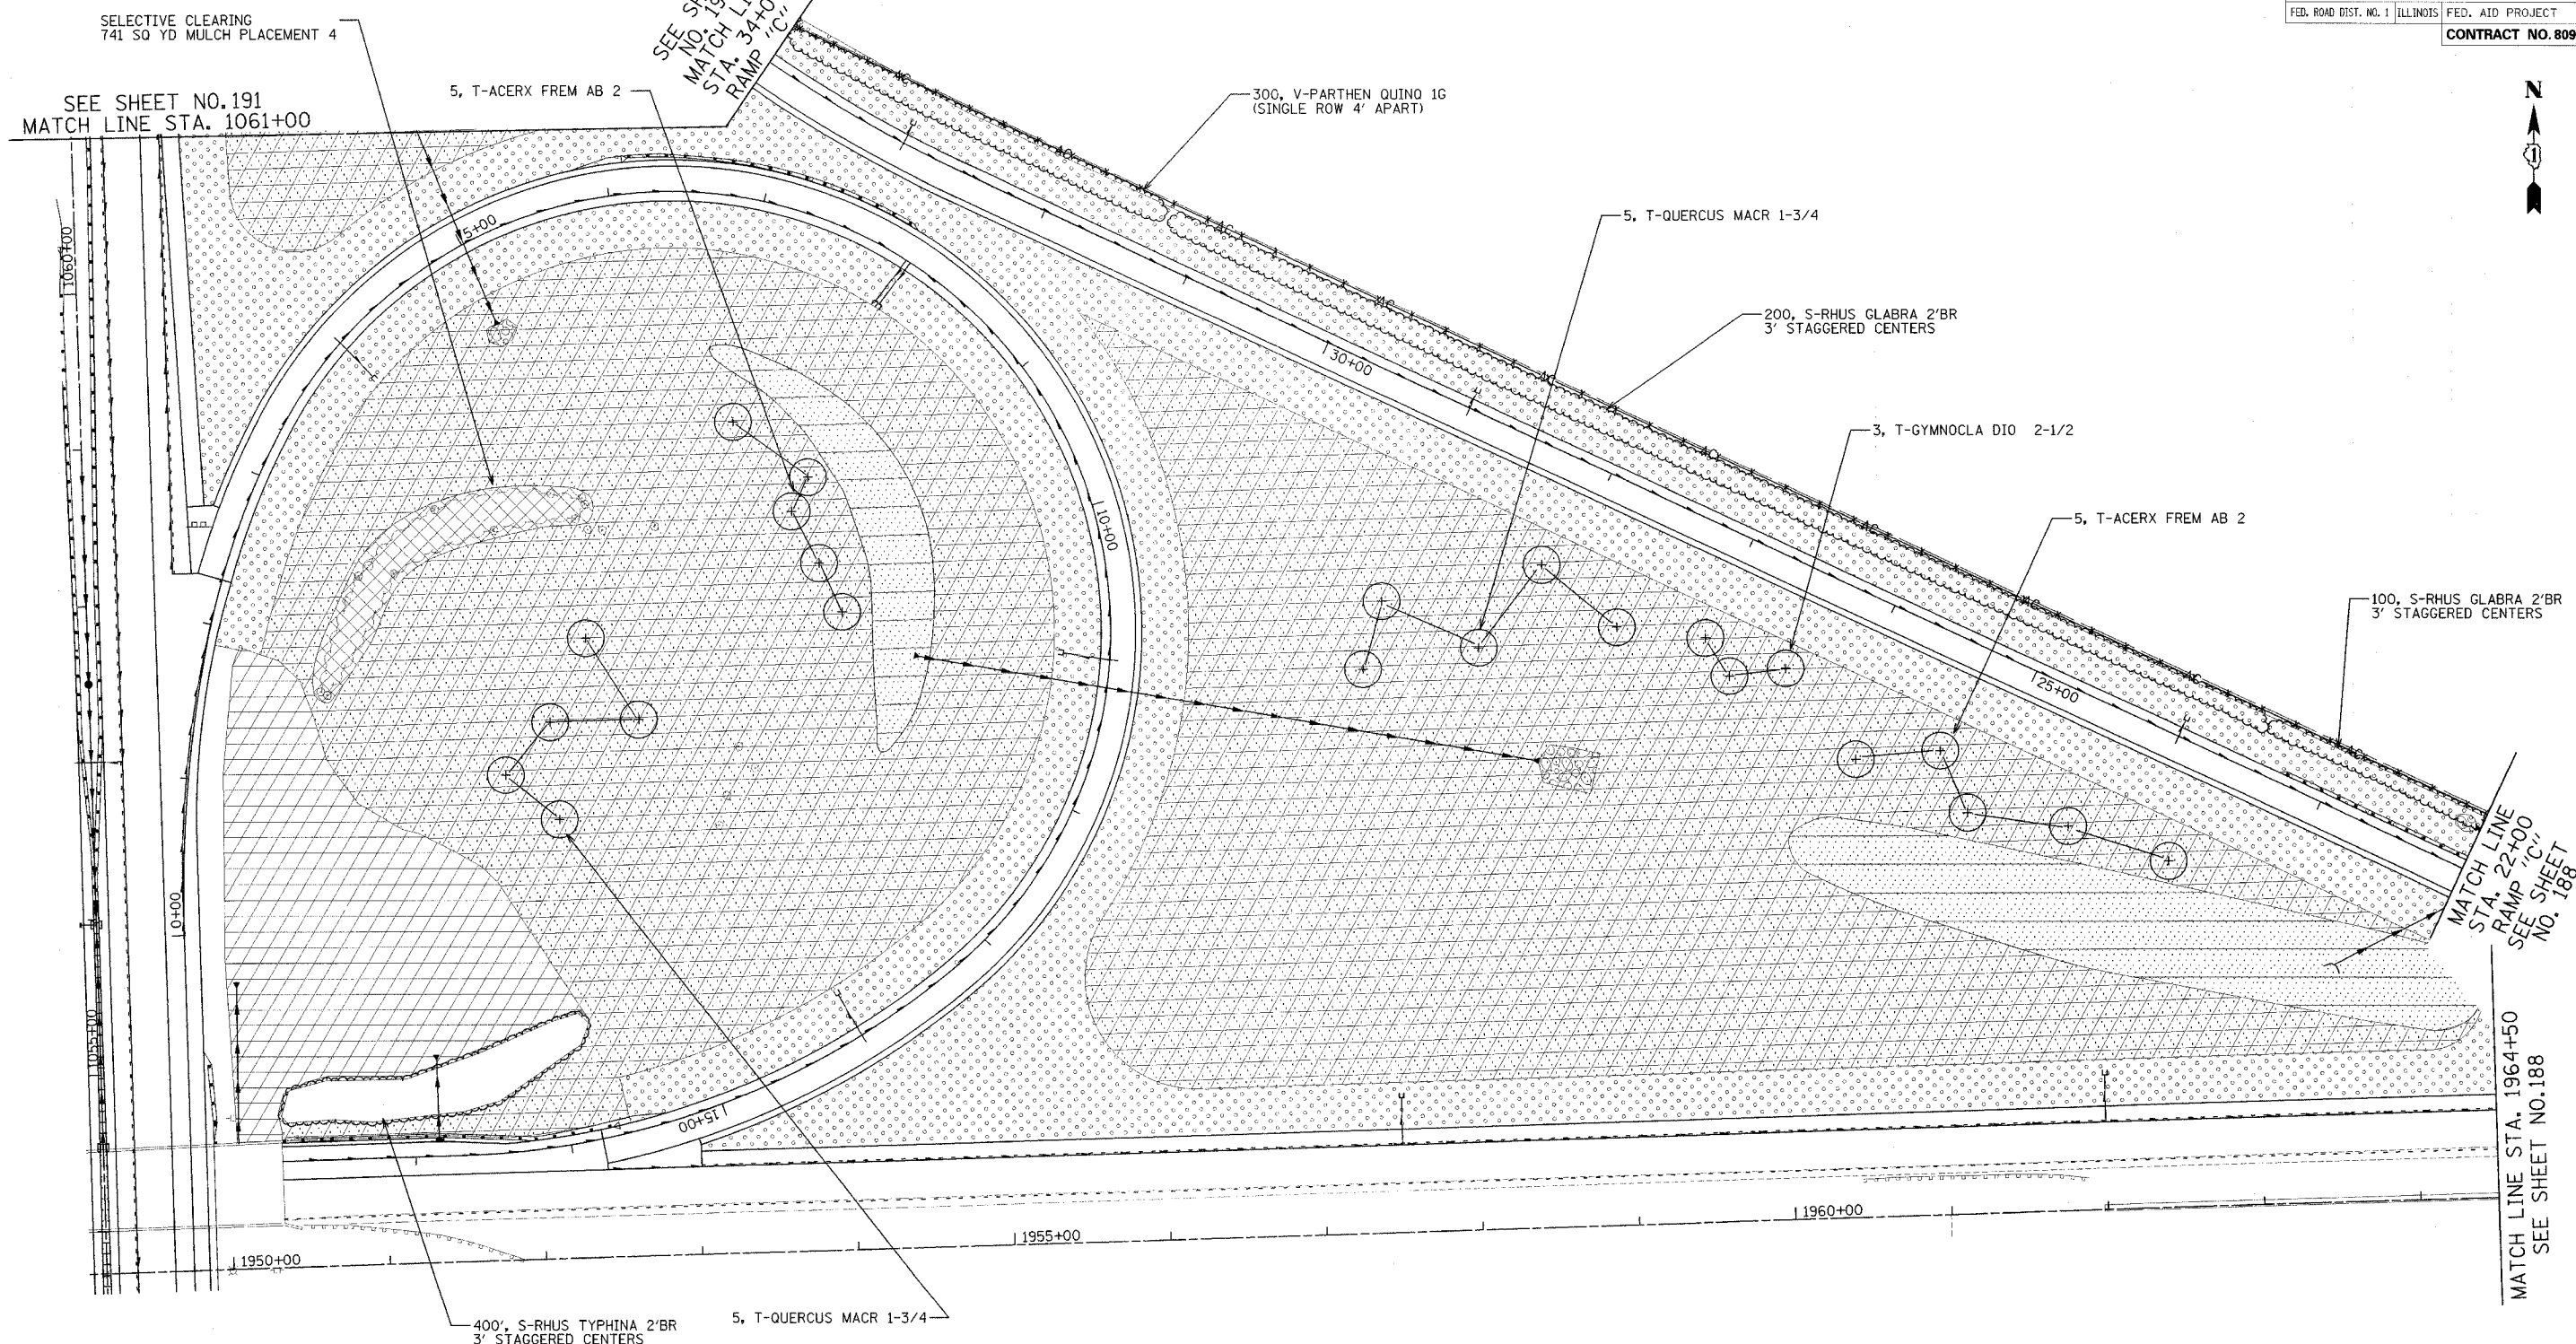 FED. ROAD DIST. NO. 1 ILLINOIS FED. AID PROJECT
CONTRACT NO. 809
SELECTIVE CLEARING
741 SQ YD MULCH PLACEMENT 4
SEE SHEET NO.191
MATCH LINE STA. 1061+00
5, T-ACERX FREM AB 2
MATCH
RAMP "C"
300, V-PARTHEN QUINQ 1G
(SINGLE ROW 4' APART)
N
5, T-QUERCUS MACR 1-3/4
200, S-RHUS GLABRA 2'BR
3' STAGGERED CENTERS
3, T-GYMNOCLA DIO 2-1/2
5, T-ACERX FREM AB 2
100, S-RHUS GLABRA 2'BR
3' STAGGERED CENTERS
1060+00
5+00
30+00
10+00
25+00
0+00
1055+00
15+00
MATCH LINE
STA. 22+00
RAMP "C"
SEE SHEET
NO. 188
MATCH LINE STA. 1964+50
SEE SHEET NO.188
1950+00
1955+00
1960+00
400', S-RHUS TYPHINA 2'BR
3' STAGGERED CENTERS
5, T-QUERCUS MACR 1-3/4